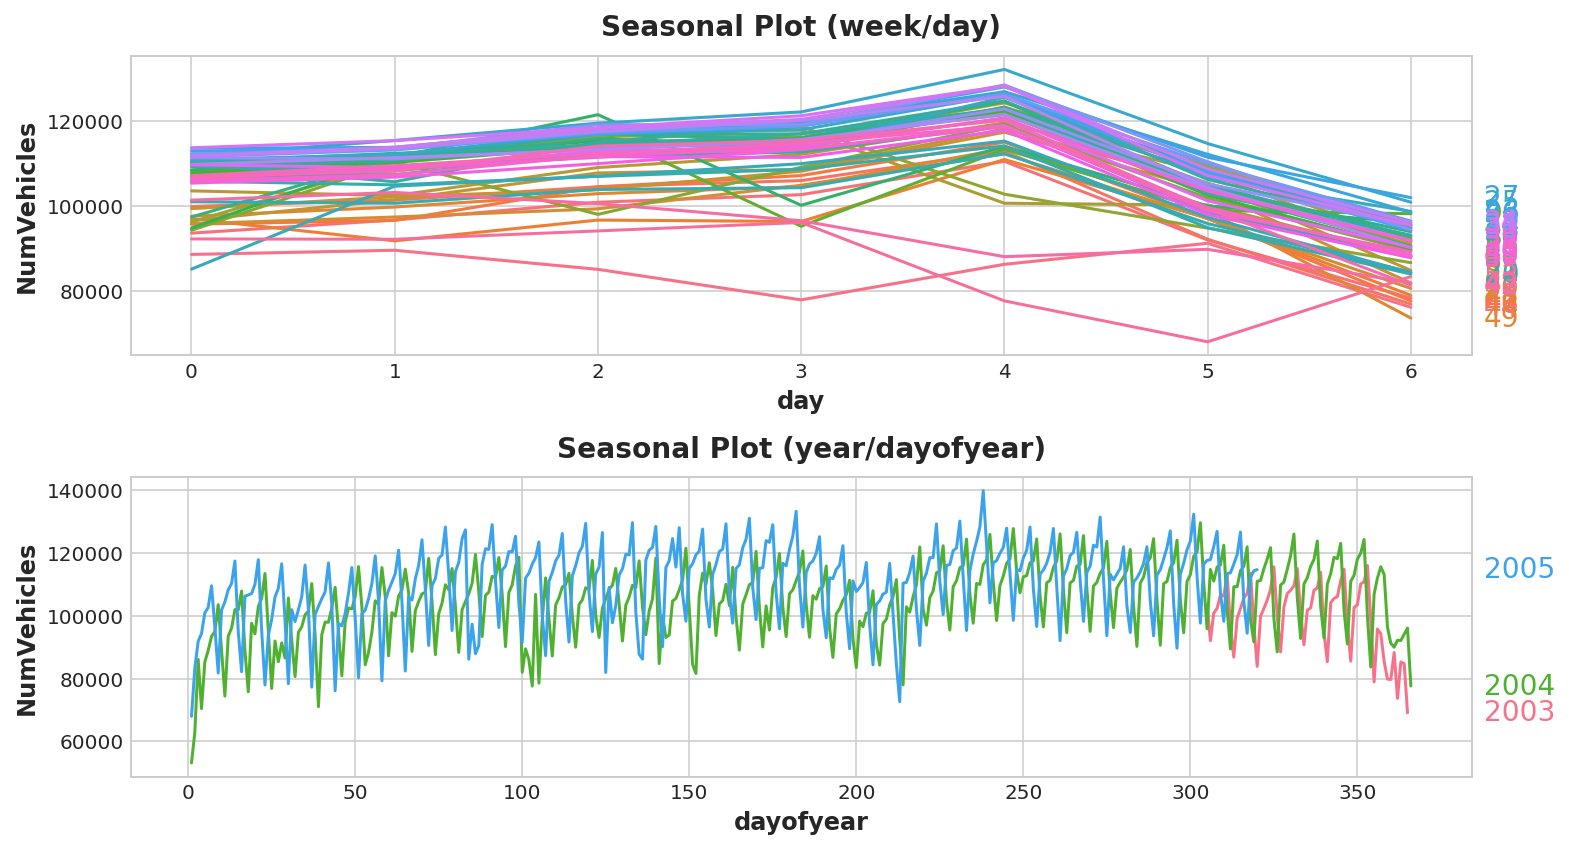 Seasonal Plot (week/day)
NumVehicles
120000
100000
80000
27
49
0 1 2 3 4 5 6
day
Seasonal Plot (year/dayofyear)
NumVehicles
140000
120000
100000
80000
60000
2005
2004
2003
0 50 100 150 200 250 300 350
dayofyear